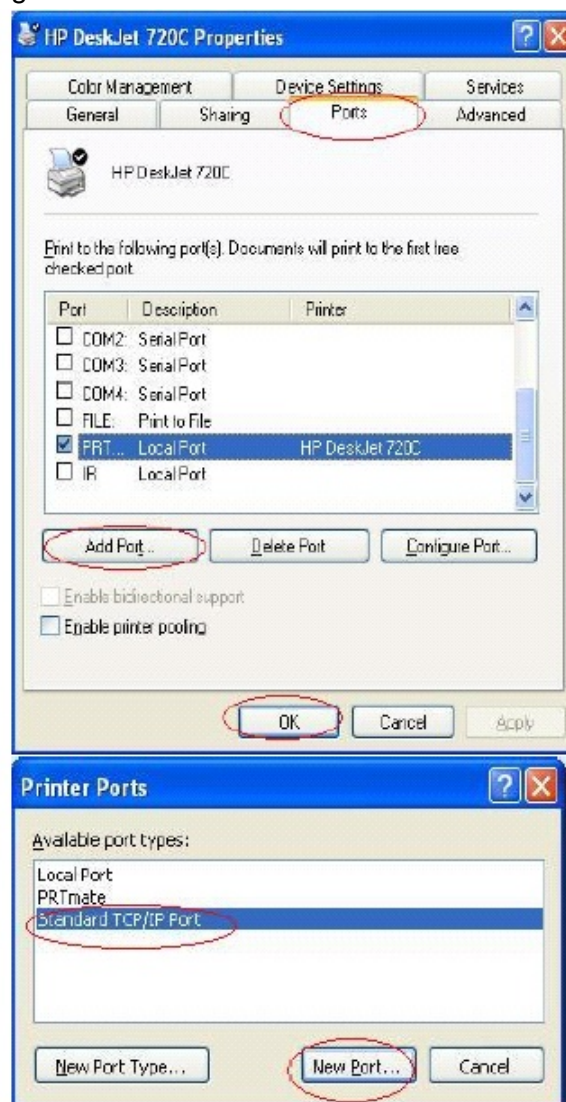 g
HP DeskJet 720C Properties
Color Management Device Settings Services
General Sharing Ports Advanced
HP DeskJet 720C
Print to the following port(s). Documents will print to the first free
checked port.
Port Description Printer
COM2: Serial Port
COM3: Serial Port
COM4: Serial Port
FILE: Print to File
PRT... Local Port HP DeskJet 720C
IR Local Port
Add Port... Delete Port Configure Port...
Enable bidirectional support
Enable printer pooling
OK Cancel Apply
Printer Ports
Available port types:
Local Port
PRTmate
Standard TCP/IP Port
New Port Type... New Port... Cancel